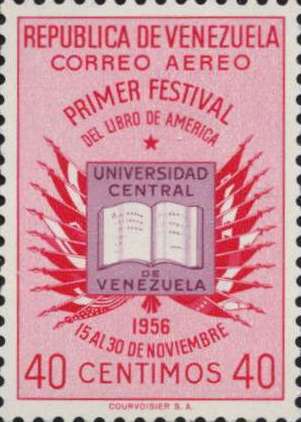 REPUBLICA DE VENEZUELA
CORREO AEREO
PRIMER FESTIVAL
DEL LIBRO DE AMERICA
UNIVERSIDAD
CENTRAL
DE
VENEZUELA
1956
15 AL 30 DE NOVIEMBRE
40 CENTIMOS 40
COURVOISIER S.A.